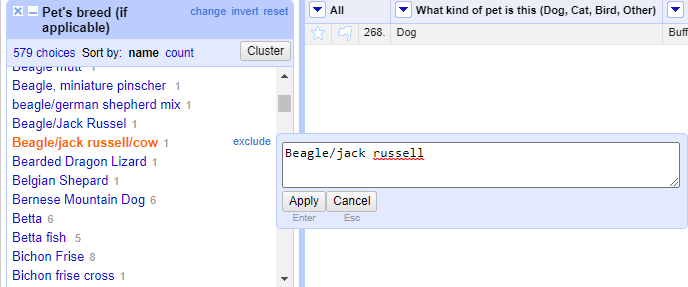 Pet's breed (if applicable)
change invert reset
579 choices Sort by: name count
Cluster
Beagle mutt 1
Beagle, miniature pinscher 1
beagle/german shepherd mix 1
Beagle/Jack Russel 1
Beagle/jack russell/cow 1
exclude
Bearded Dragon Lizard 1
Belgian Shepard 1
Bernese Mountain Dog 6
Betta 6
Betta fish 5
Bichon Frise 8
Bichon frise cross 1
All
What kind of pet is this (Dog, Cat, Bird, Other)
268. Dog
Buff
Beagle/jack russell
Apply Cancel
Enter Esc